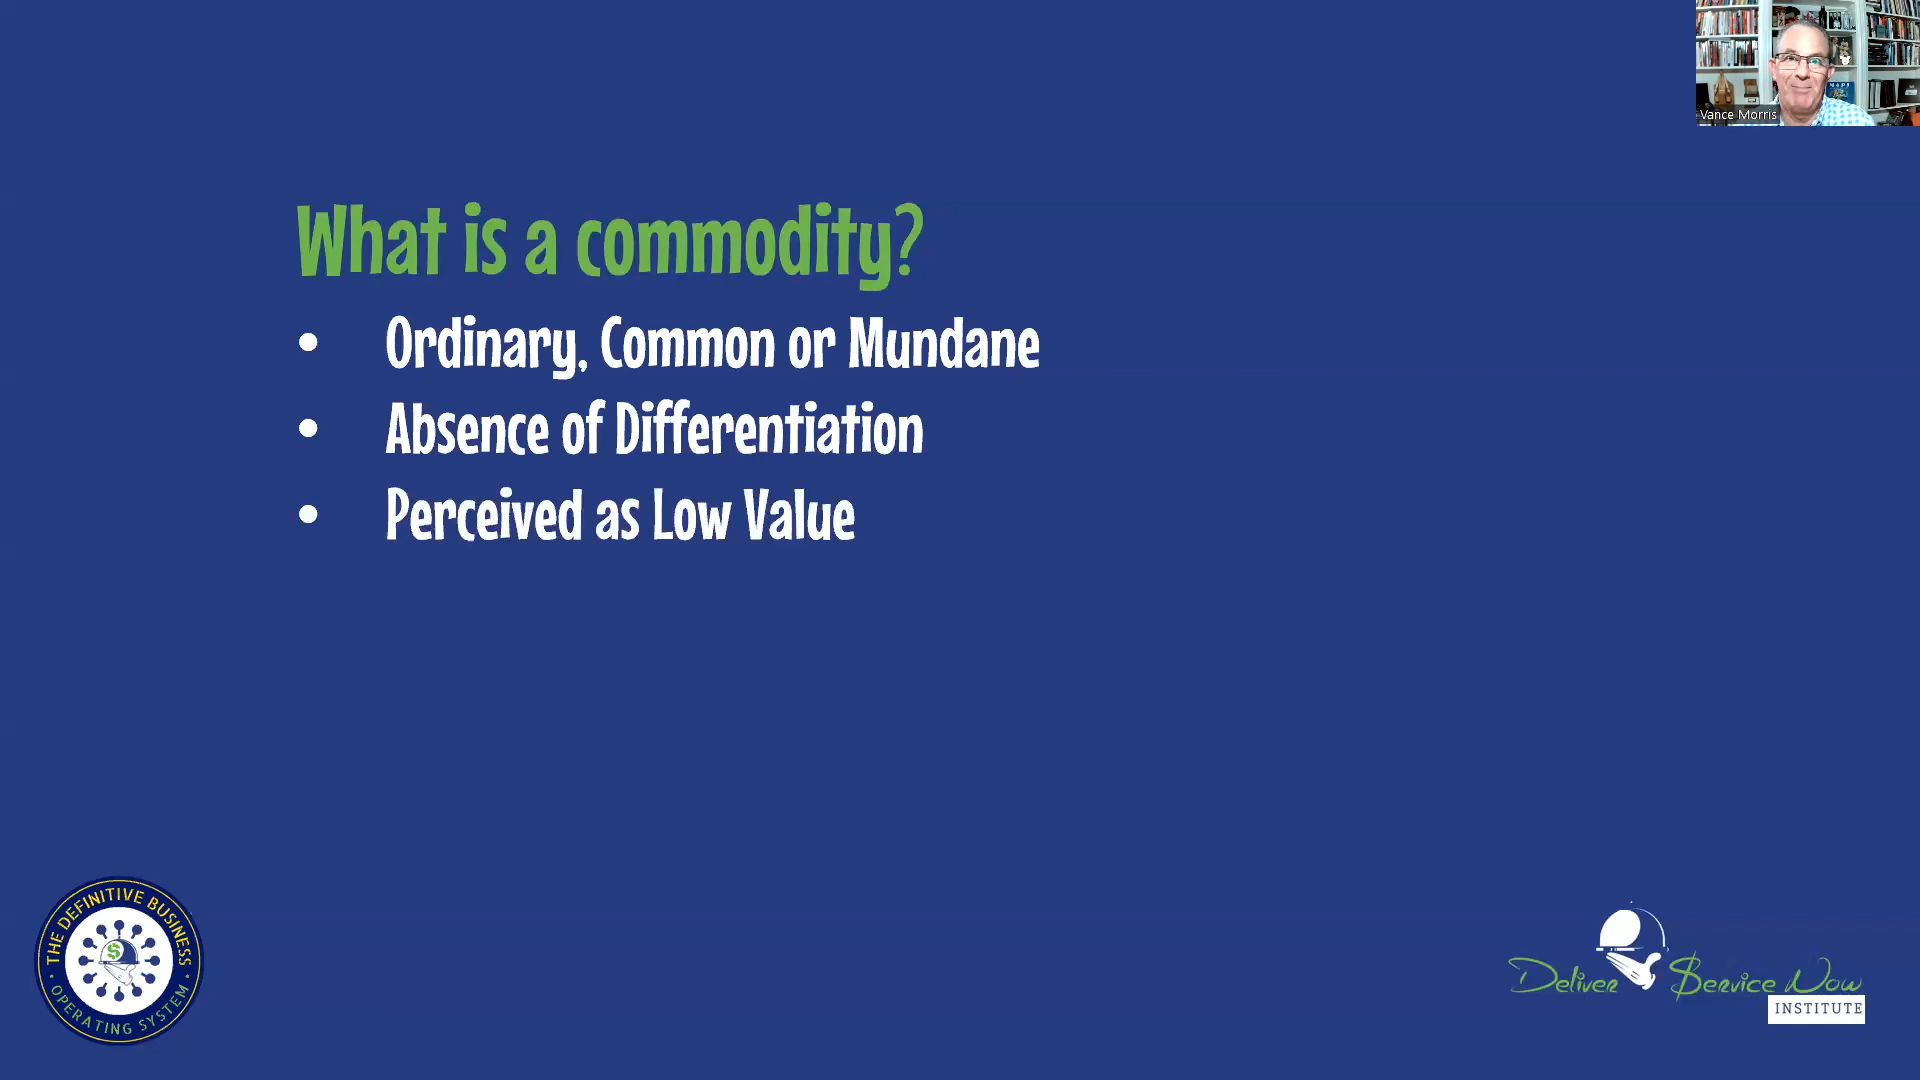 Vance Morris
What is a commodity?
• Ordinary, Common or Mundane
• Absence of Differentiation
• Perceived as Low Value
THE DEFINITIVE BUSINESS
· OPERATING SYSTEM ·
$
Deliver $ervice Now
INSTITUTE